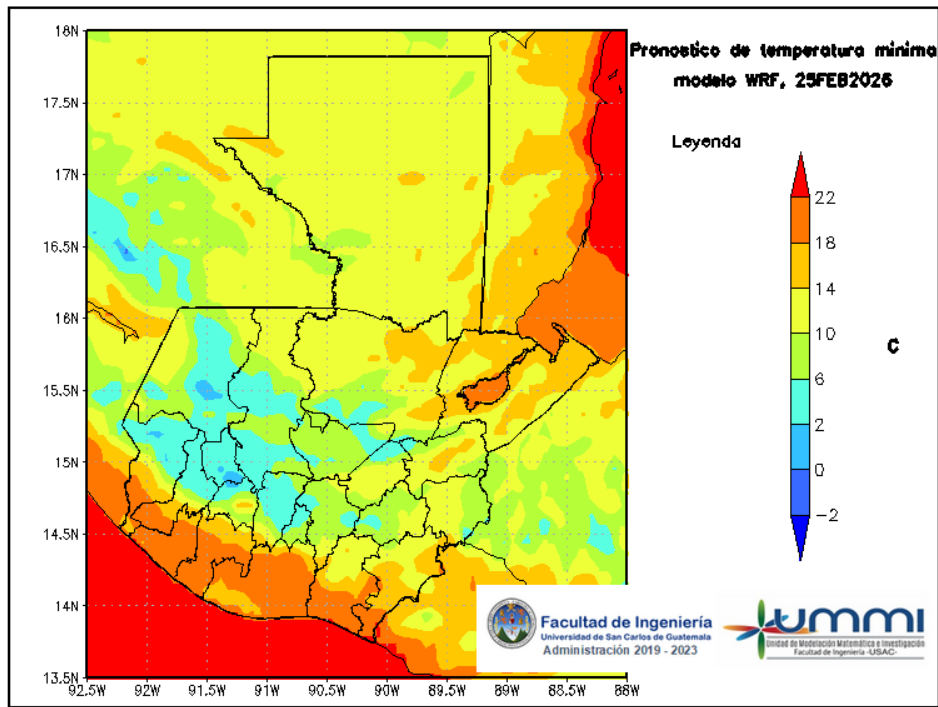 Pronostico de temperatura minima
modelo WRF, 25FEB2026
Leyenda
22
18
14
10
6
2
0
−2
C
18N
17.5N
17N
16.5N
16N
15.5N
15N
14.5N
14N
13.5N
92.5W
92W
91.5W
91W
90.5W
90W
89.5W
89W
88.5W
88W
Facultad de Ingeniería
Universidad de San Carlos de Guatemala
Administración 2019 - 2023
UMMI
Unidad de Modelación Matemática e Investigación
Facultad de Ingeniería -USAC-